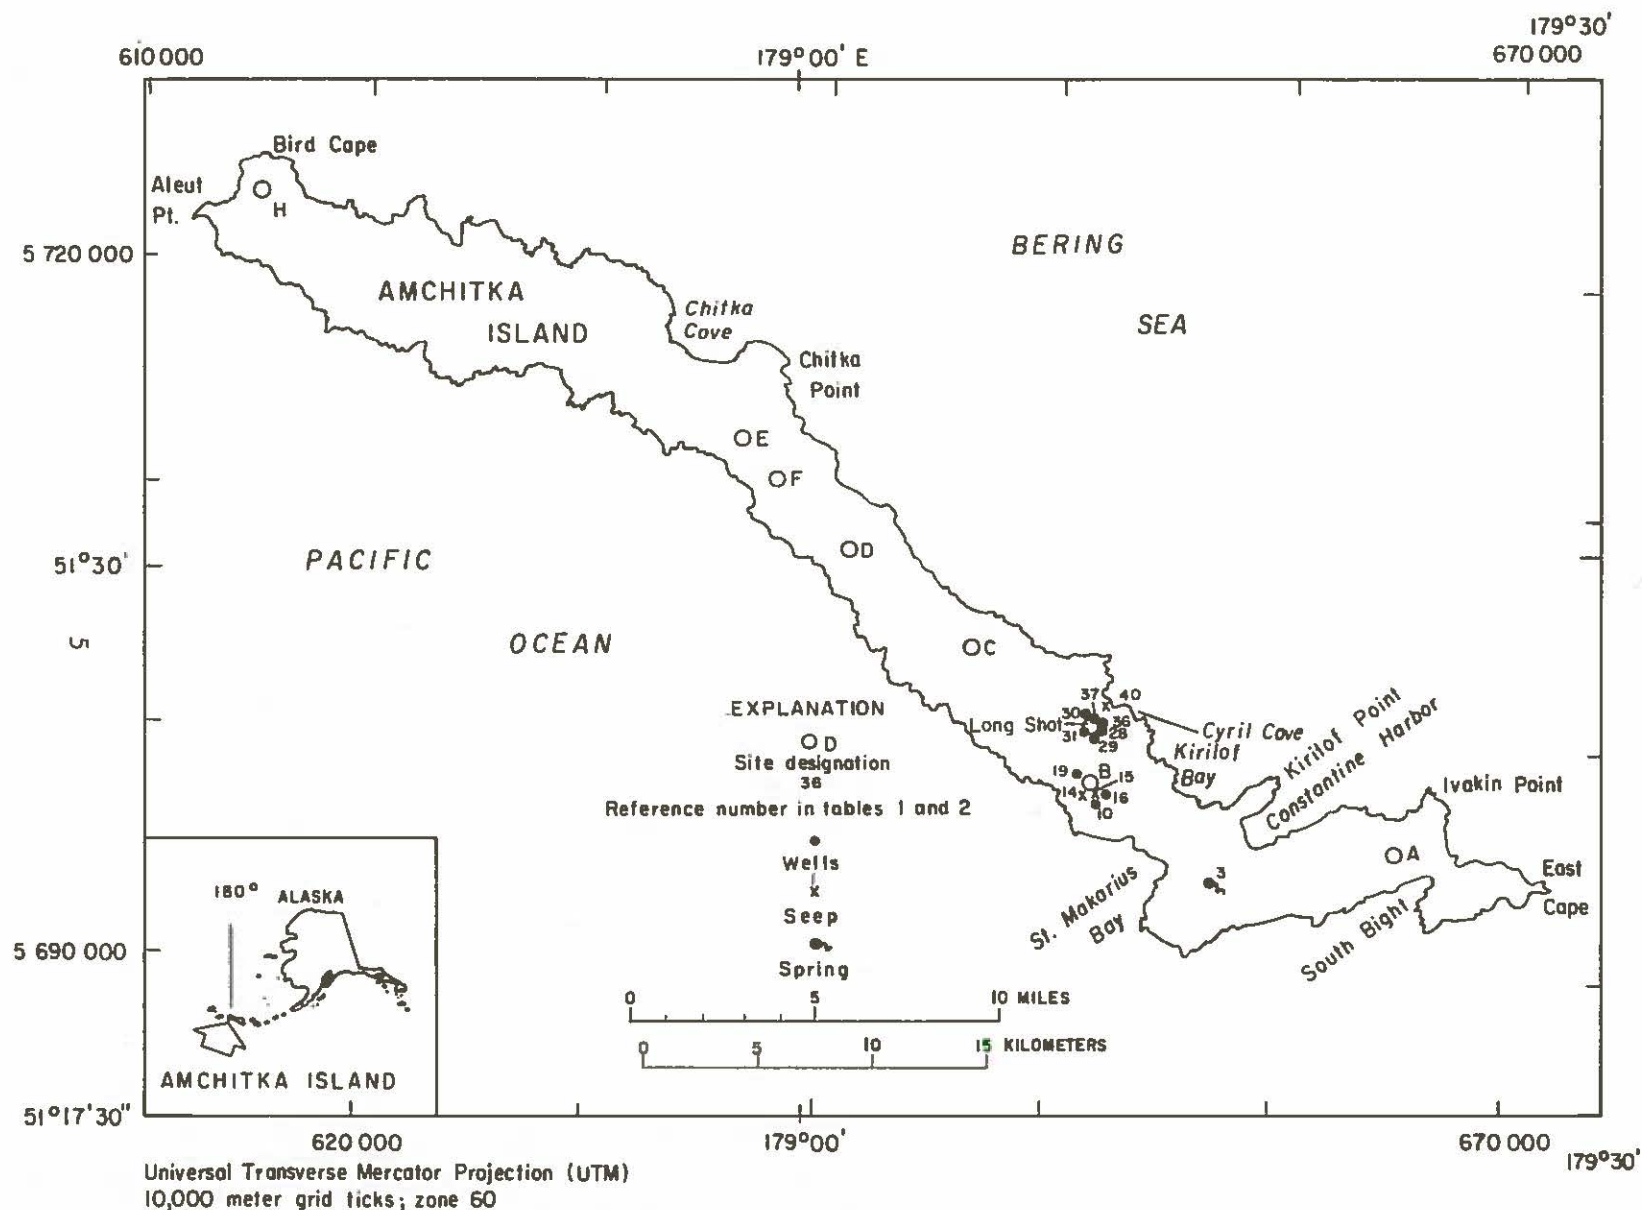 179°30'
610 000
179°00' E
670 000
Bird Cape
Aleut
Pt.
H
5 720 000
BERING
SEA
AMCHITKA
ISLAND
Chitka
Cove
Chitka
Point
E
F
D
51°30'
PACIFIC
OCEAN
5
C
37
40
30
36
Long Shot
28
31
29
Cyril Cove
Kirilof
Bay
Kirilof Point
Constantine Harbor
19
B
15
14
16
10
Ivakin Point
A
3
East
Cape
St. Makarius
Bay
South Bight
EXPLANATION
D
Site designation
36
Reference number in tables 1 and 2
Wells
Seep
Spring
0 5 10 MILES
0 5 10 15 KILOMETERS
180°
ALASKA
AMCHITKA ISLAND
5 690 000
51°17'30"
620 000
179°00'
670 000
179°30'
Universal Transverse Mercator Projection (UTM)
10,000 meter grid ticks; zone 60